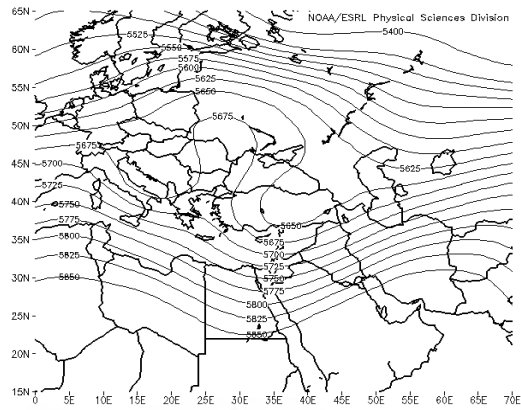 NOAA/ESRL Physical Sciences Division
65N
5525
5400
60N
5550
5575
5600
55N
5625
5650
50N
5675
5675
45N
5700
5625
5725
40N
5750
5775
5650
35N
5800
5675
5700
5825
5725
30N
5850
5750
5775
25N
5800
5825
5850
20N
15N
0 5E 10E 15E 20E 25E 30E 35E 40E 45E 50E 55E 60E 65E 70E